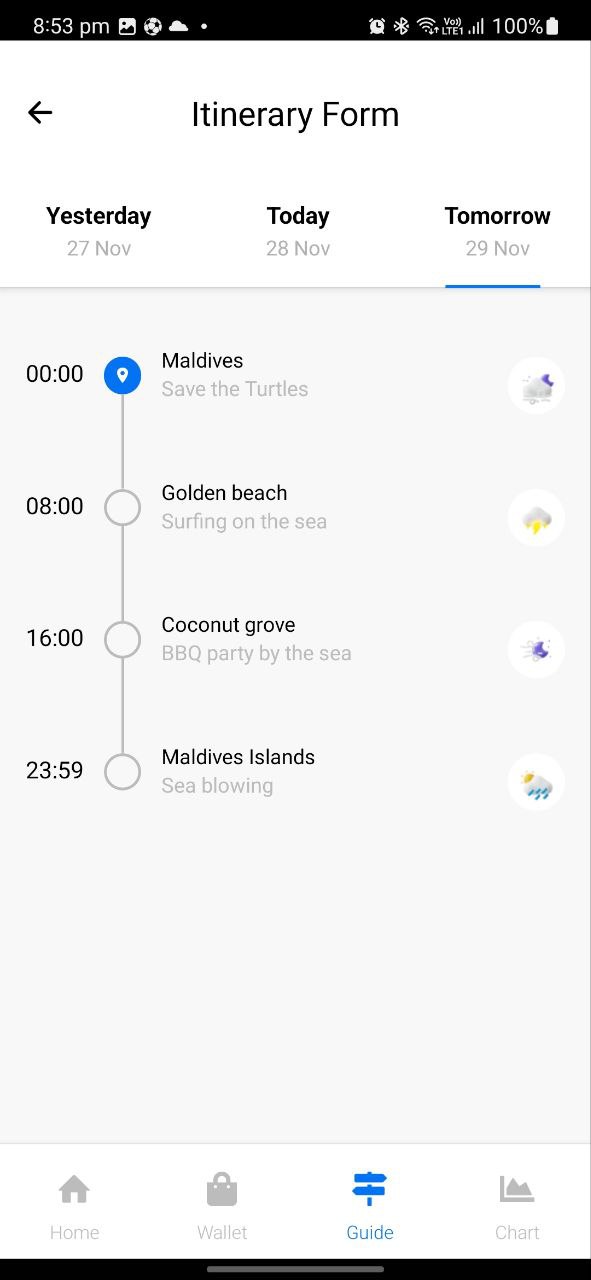 8:53 pm
Vo))
LTE1
100%
Itinerary Form
Yesterday Today Tomorrow
27 Nov 28 Nov 29 Nov
00:00 Maldives
Save the Turtles
08:00 Golden beach
Surfing on the sea
16:00 Coconut grove
BBQ party by the sea
23:59 Maldives Islands
Sea blowing
Home Wallet Guide Chart